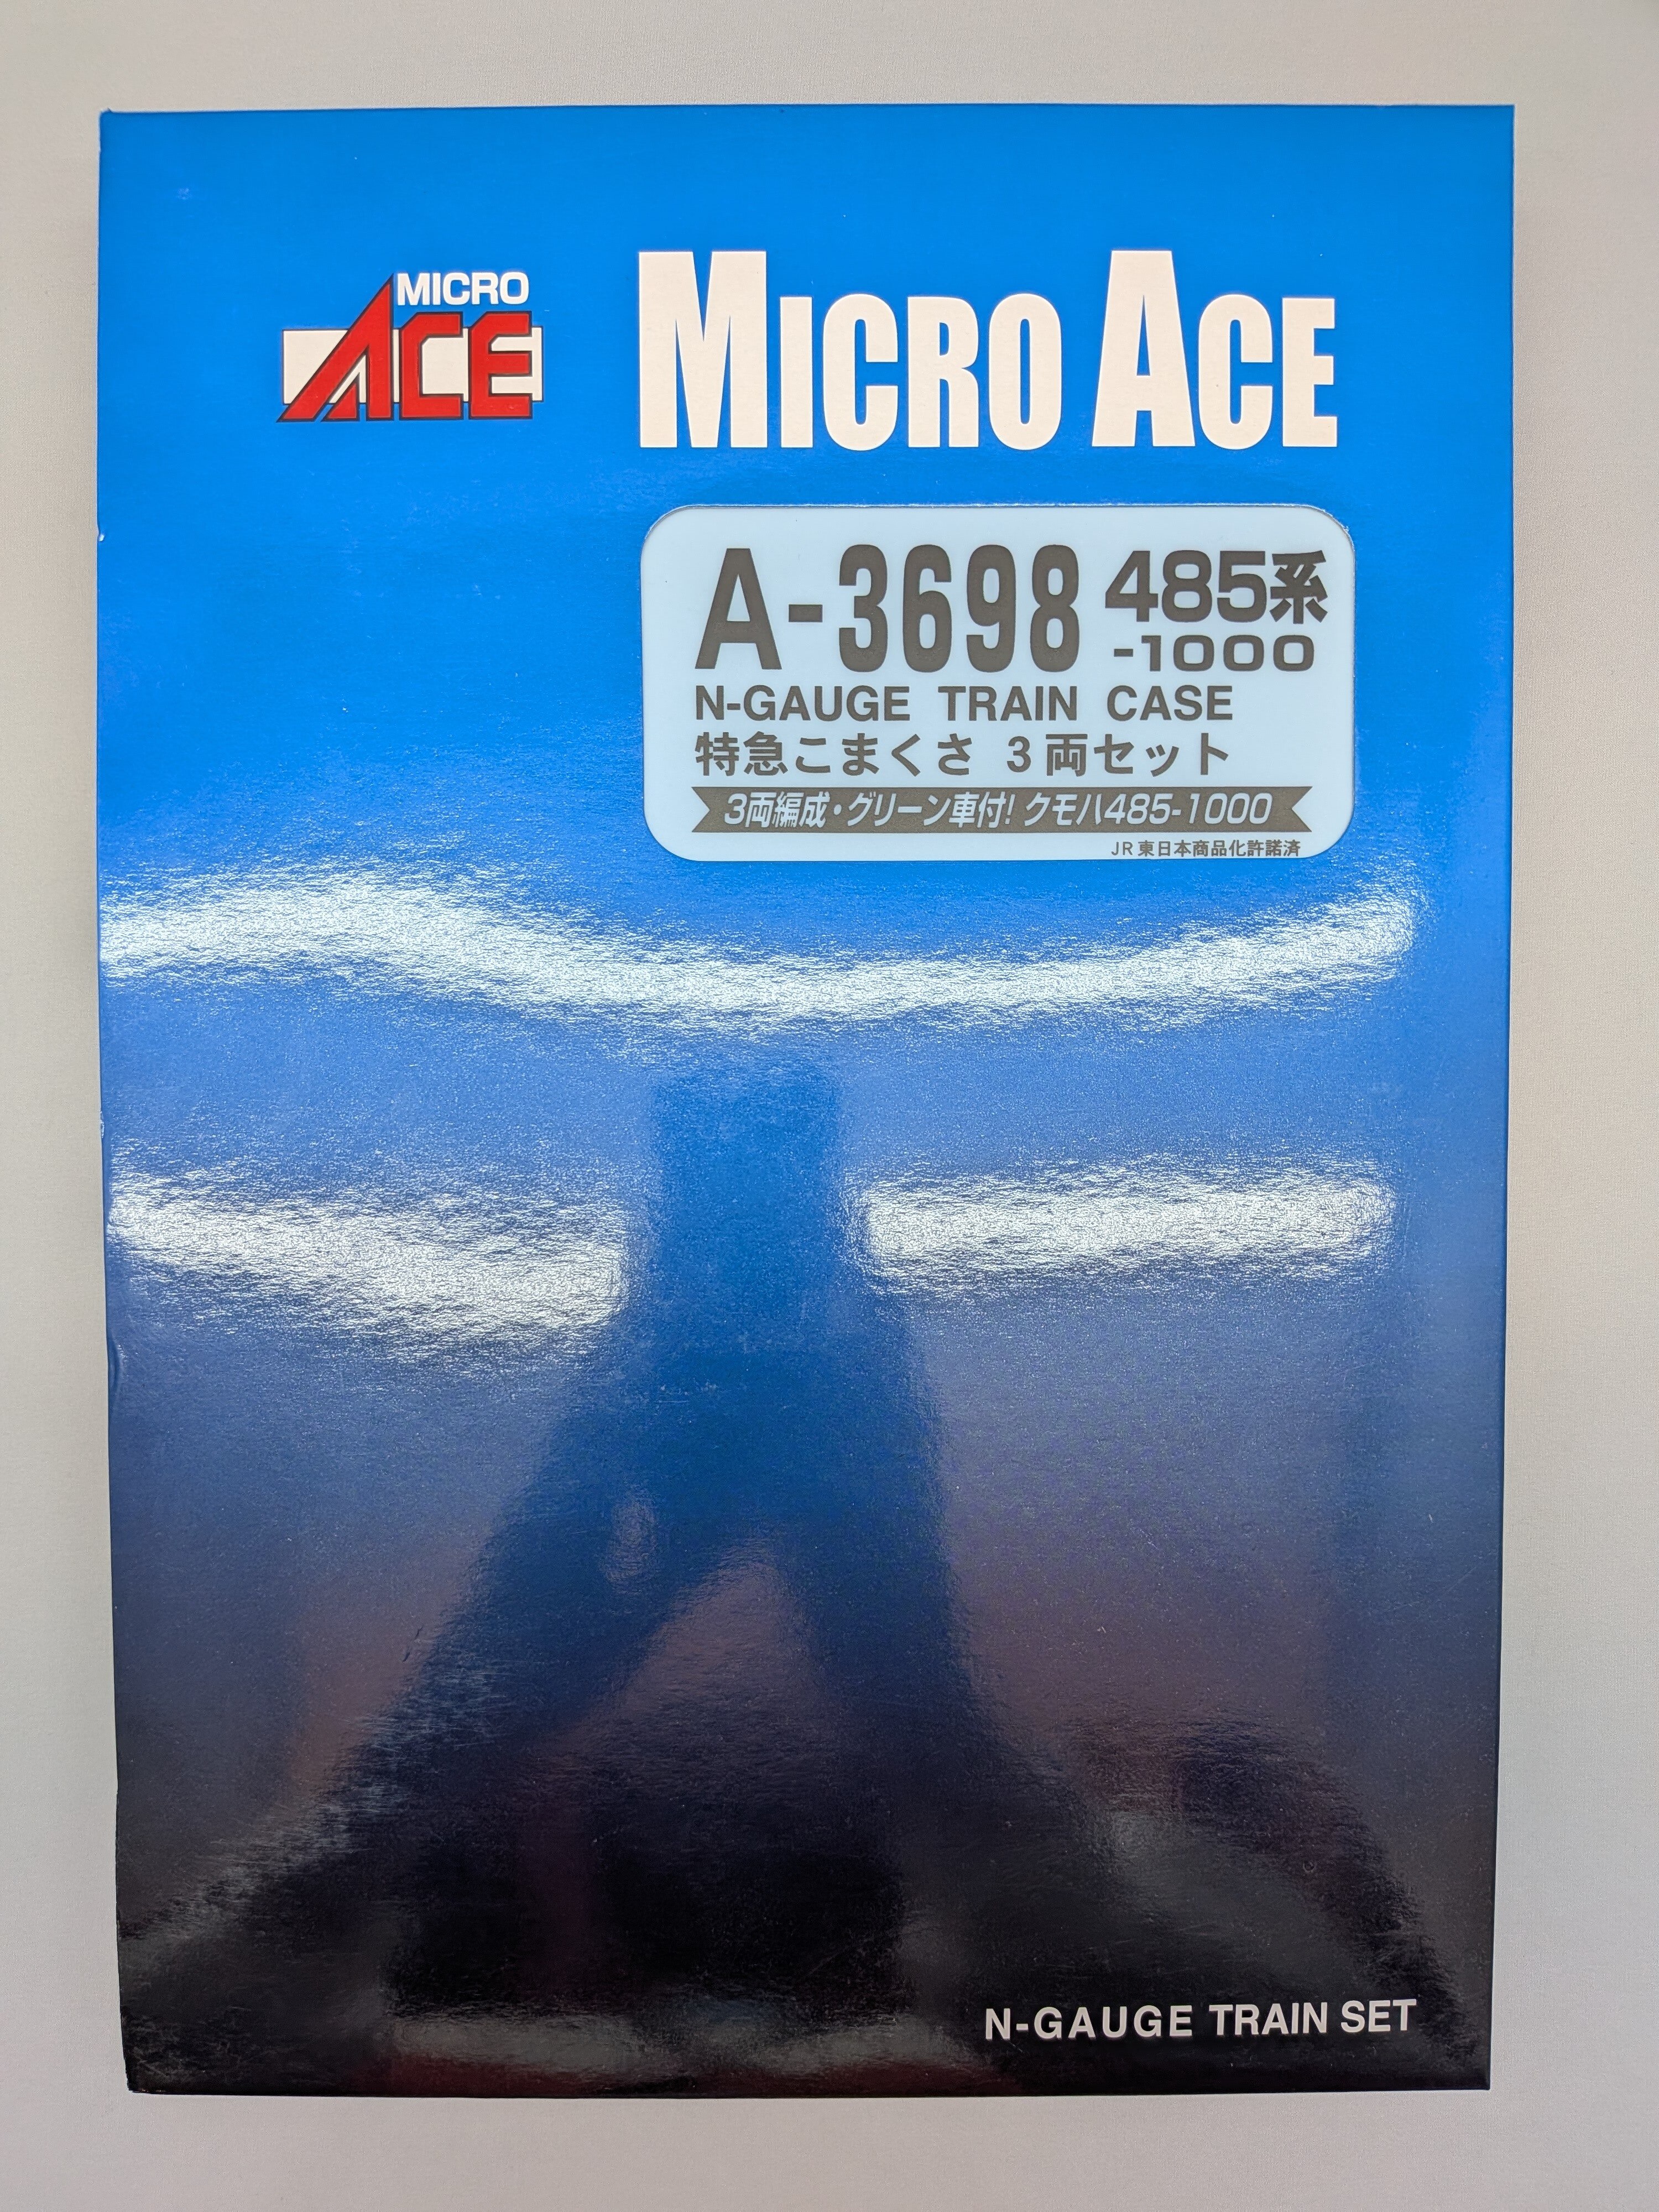 MICRO
ACE
MICRO ACE
A-3698 485系
-1000
N-GAUGE TRAIN CASE
特急こまくさ 3両セット
3両編成・グリーン車付! クモハ485-1000
JR東日本商品化許諾済
N-GAUGE TRAIN SET